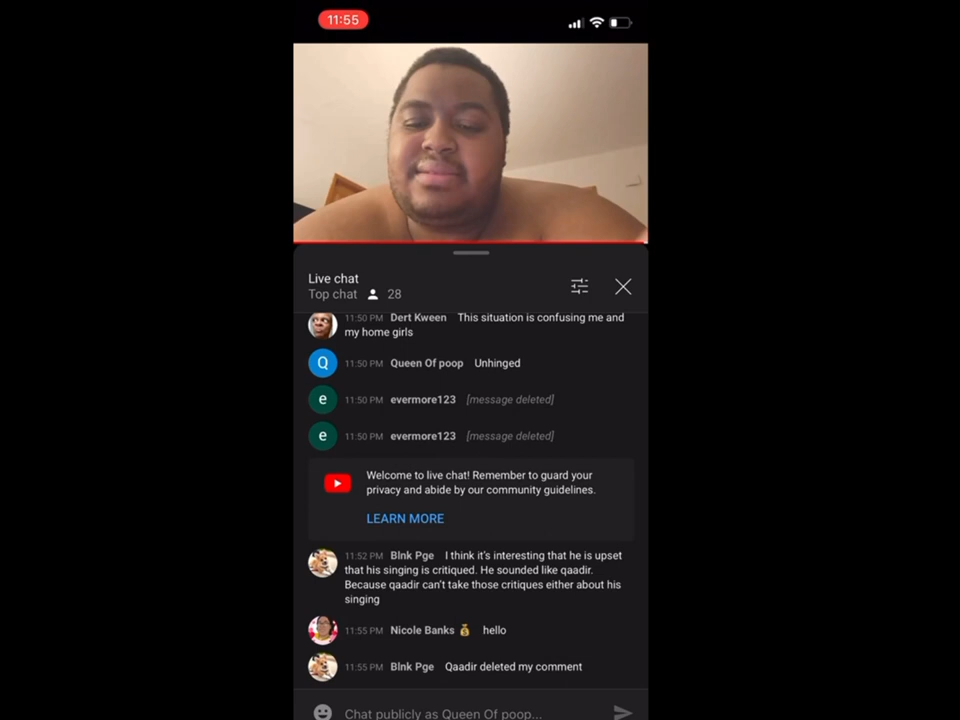 11:55
Live chat
Top chat 28
11:50 PM Dert Kween This situation is confusing me and
my home girls
Q
11:50 PM Queen Of poop Unhinged
e
11:50 PM evermore123 [message deleted]
e
11:50 PM evermore123 [message deleted]
Welcome to live chat! Remember to guard your
privacy and abide by our community guidelines.
LEARN MORE
11:52 PM Blnk Pge I think it's interesting that he is upset
that his singing is critiqued. He sounded like qaadir.
Because qaadir can't take those critiques either about his
singing
11:55 PM Nicole Banks 💰 hello
11:55 PM Blnk Pge Qaadir deleted my comment
Chat publicly as Queen Of poop...